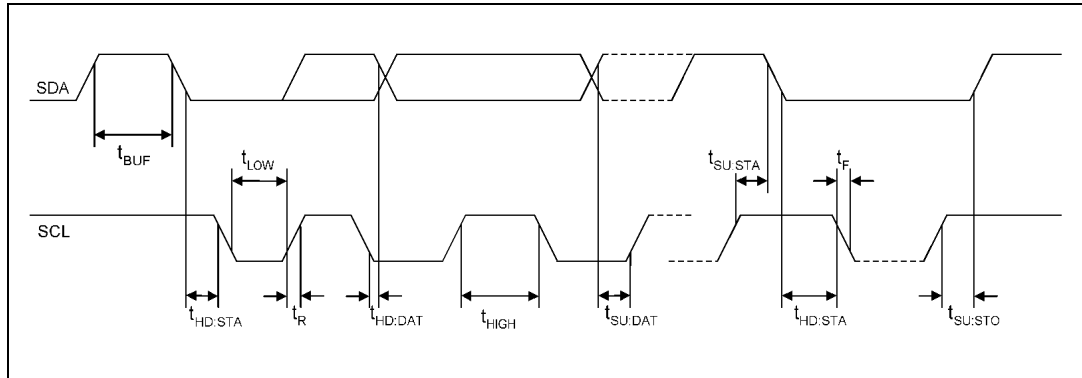 SDA
tBUF
tLOW
tSU:STA
tF
SCL
tHD:STA
tR
tHD:DAT
tHIGH
tSU:DAT
tHD:STA
tSU:STO